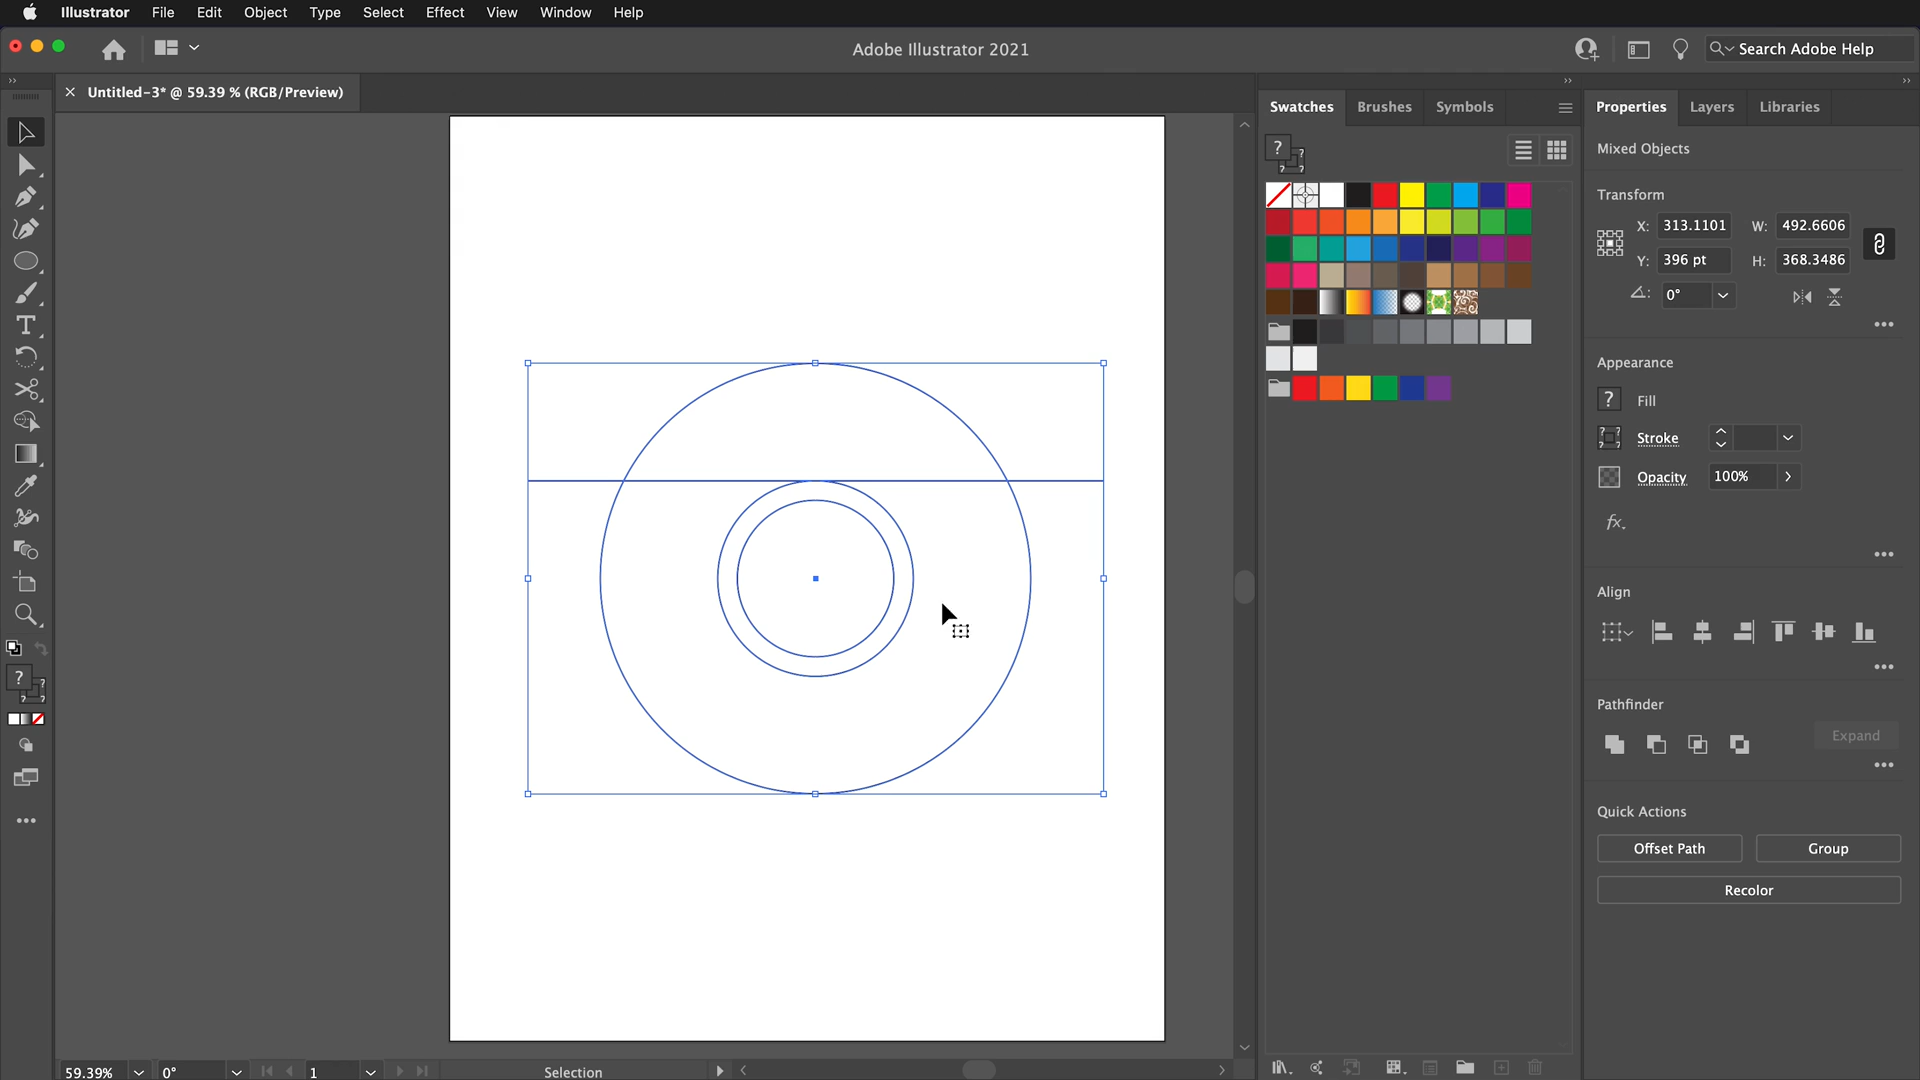 Illustrator File Edit Object Type Select Effect View Window Help
Adobe Illustrator 2021
Search Adobe Help
Untitled-3* @ 59.39 % (RGB/Preview)
Swatches Brushes Symbols
Properties Layers Libraries
Mixed Objects
Transform
X: 313.1101 W: 492.6606
Y: 396 pt H: 368.3486
0°
Appearance
? Fill
Stroke
Opacity 100%
fx.
Align
Pathfinder
Expand
Quick Actions
Offset Path Group
Recolor
59.39% 0° 1 Selection